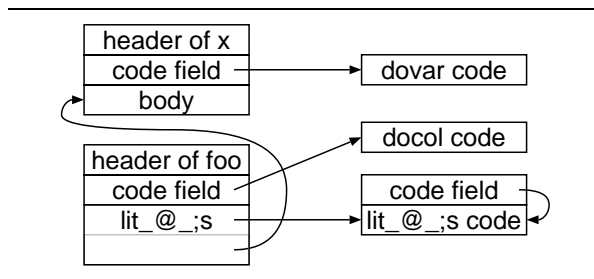 header of x
code field
dovar code
body
docol code
header of foo
code field
code field
lit_@_;s
lit_@_;s code